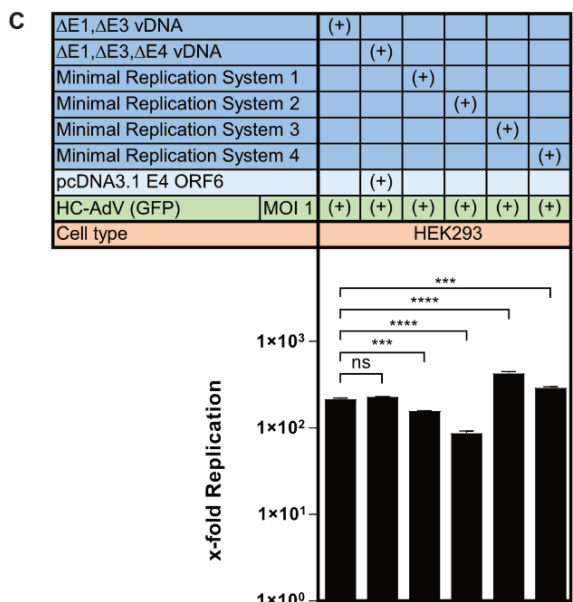 C
ΔE1,ΔE3 vDNA (+)
ΔE1,ΔE3,ΔE4 vDNA (+)
Minimal Replication System 1 (+)
Minimal Replication System 2 (+)
Minimal Replication System 3 (+)
Minimal Replication System 4 (+)
pcDNA3.1 E4 ORF6 (+)
HC-AdV (GFP) MOI 1 (+) (+) (+) (+) (+) (+)
Cell type HEK293
***
****
****
***
ns
x-fold Replication
1×10³
1×10²
1×10¹
1×10⁰